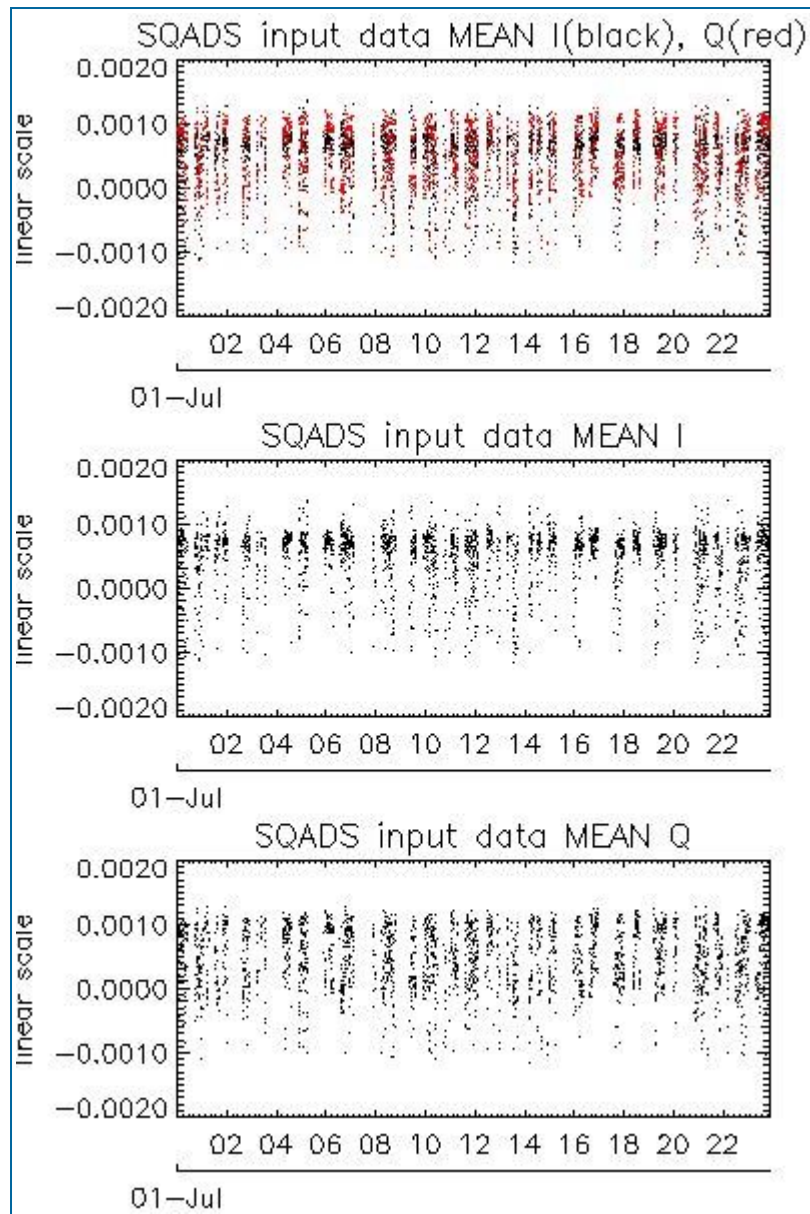 SQADS input data MEAN I(black), Q(red)
0.0020
0.0010
0.0000
−0.0010
−0.0020
linear scale
02 04 06 08 10 12 14 16 18 20 22
01−Jul
SQADS input data MEAN I
0.0020
0.0010
0.0000
−0.0010
−0.0020
linear scale
02 04 06 08 10 12 14 16 18 20 22
01−Jul
SQADS input data MEAN Q
0.0020
0.0010
0.0000
−0.0010
−0.0020
linear scale
02 04 06 08 10 12 14 16 18 20 22
01−Jul